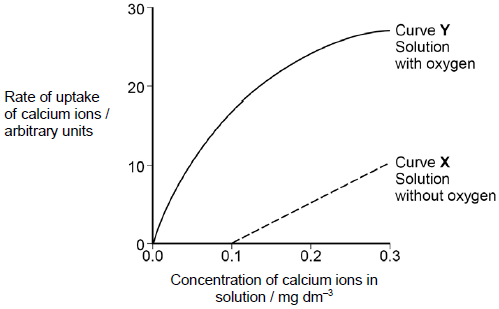 30
Curve Y
Solution
with oxygen
20
Rate of uptake
of calcium ions /
arbitrary units
10
Curve X
Solution
without oxygen
0
0.0 0.1 0.2 0.3
Concentration of calcium ions in
solution / mg dm⁻³